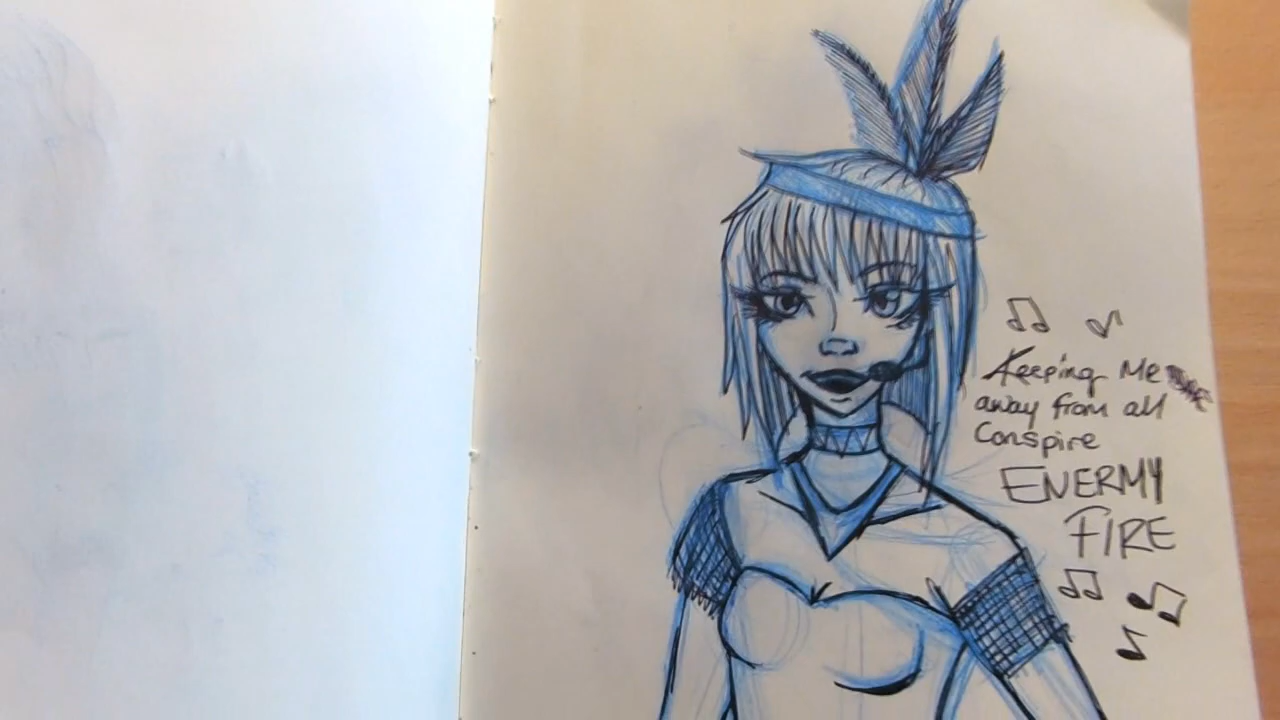 Keeping Me
away from all
Conspire
ENERMY
FIRE